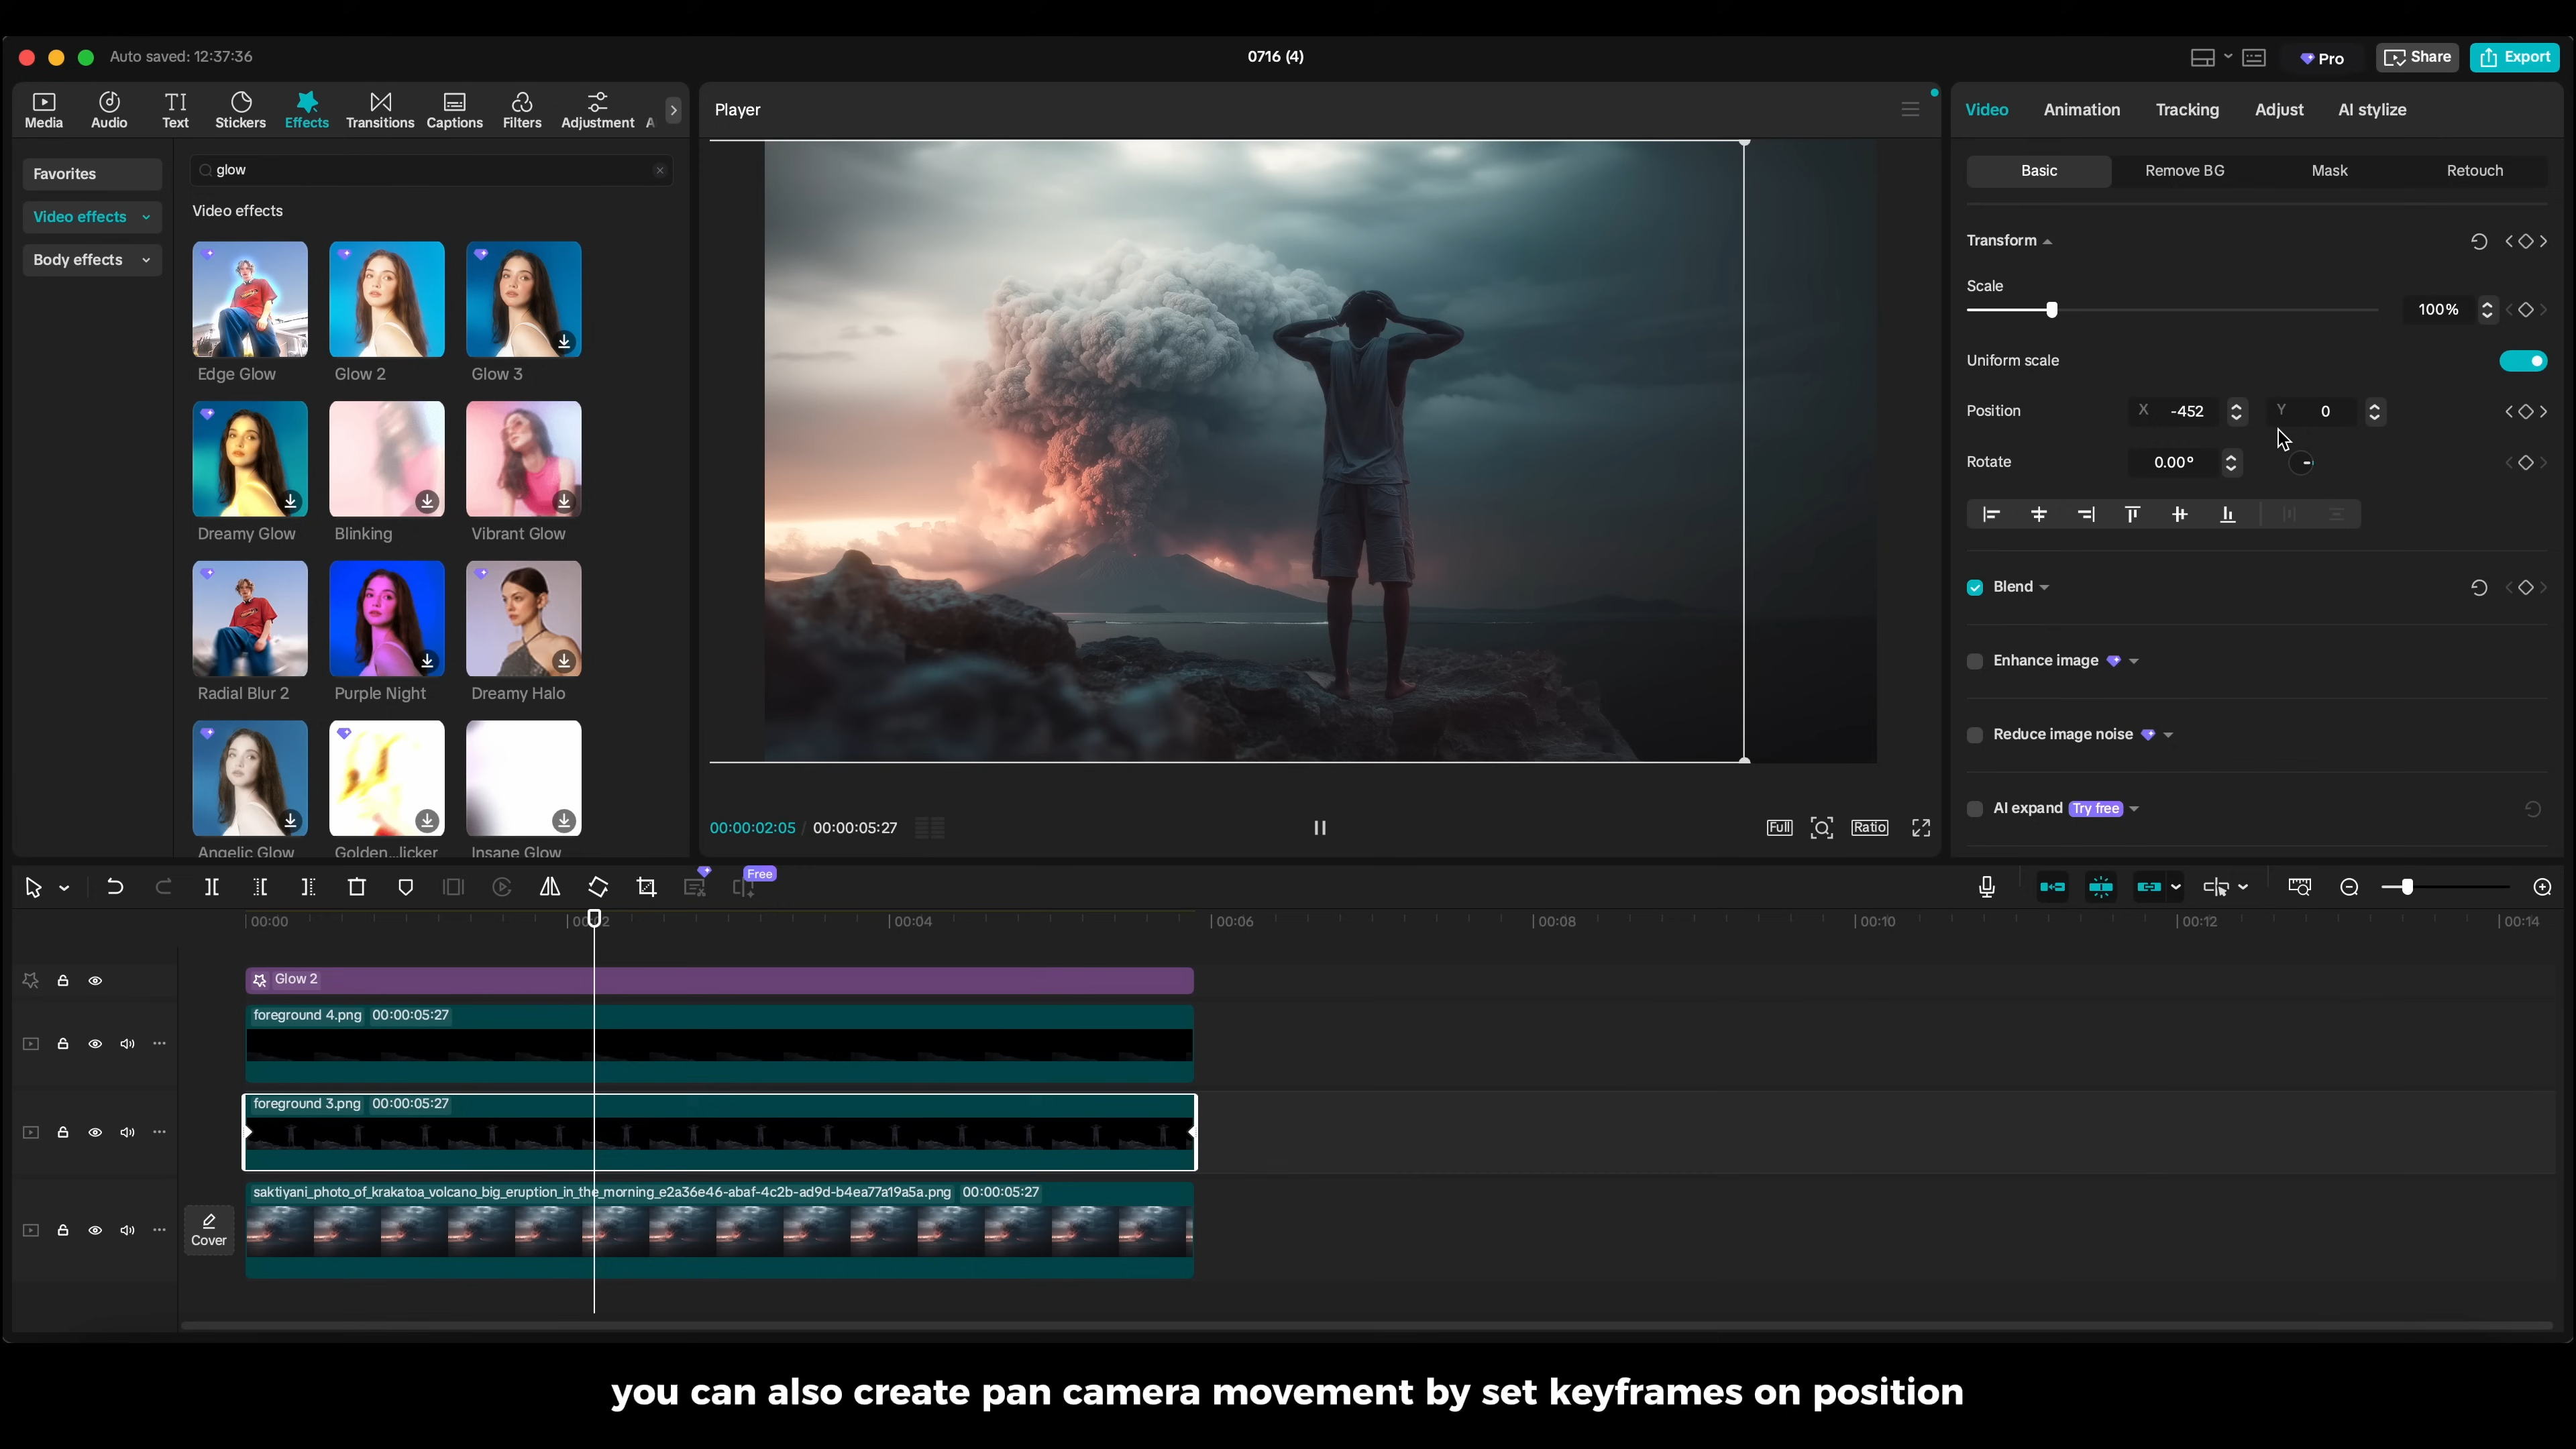 Auto saved: 12:37:36
0716 (4)
Pro
Share
Export
Media
Audio
Text
Stickers
Effects
Transitions
Captions
Filters
Adjustment
A
Player
Video
Animation
Tracking
Adjust
AI stylize
Favorites
Video effects
Body effects
glow
Video effects
Edge Glow
Glow 2
Glow 3
Dreamy Glow
Blinking
Vibrant Glow
Radial Blur 2
Purple Night
Dreamy Halo
Angelic Glow
Golden...licker
Insane Glow
Basic
Remove BG
Mask
Retouch
Transform
Scale
100%
Uniform scale
Position
X -452
Y 0
Rotate
0.00°
Blend
Enhance image
Reduce image noise
AI expand Try free
00:00:02:05 / 00:00:05:27
Full
Ratio
Free
00:00
00:02
00:04
00:06
00:08
00:10
00:12
00:14
Glow 2
foreground 4.png 00:00:05:27
foreground 3.png 00:00:05:27
saktiyani_photo_of_krakatoa_volcano_big_eruption_in_the_morning_e2a36e46-abaf-4c2b-ad9d-b4ea77a19a5a.png 00:00:05:27
Cover
you can also create pan camera movement by set keyframes on position